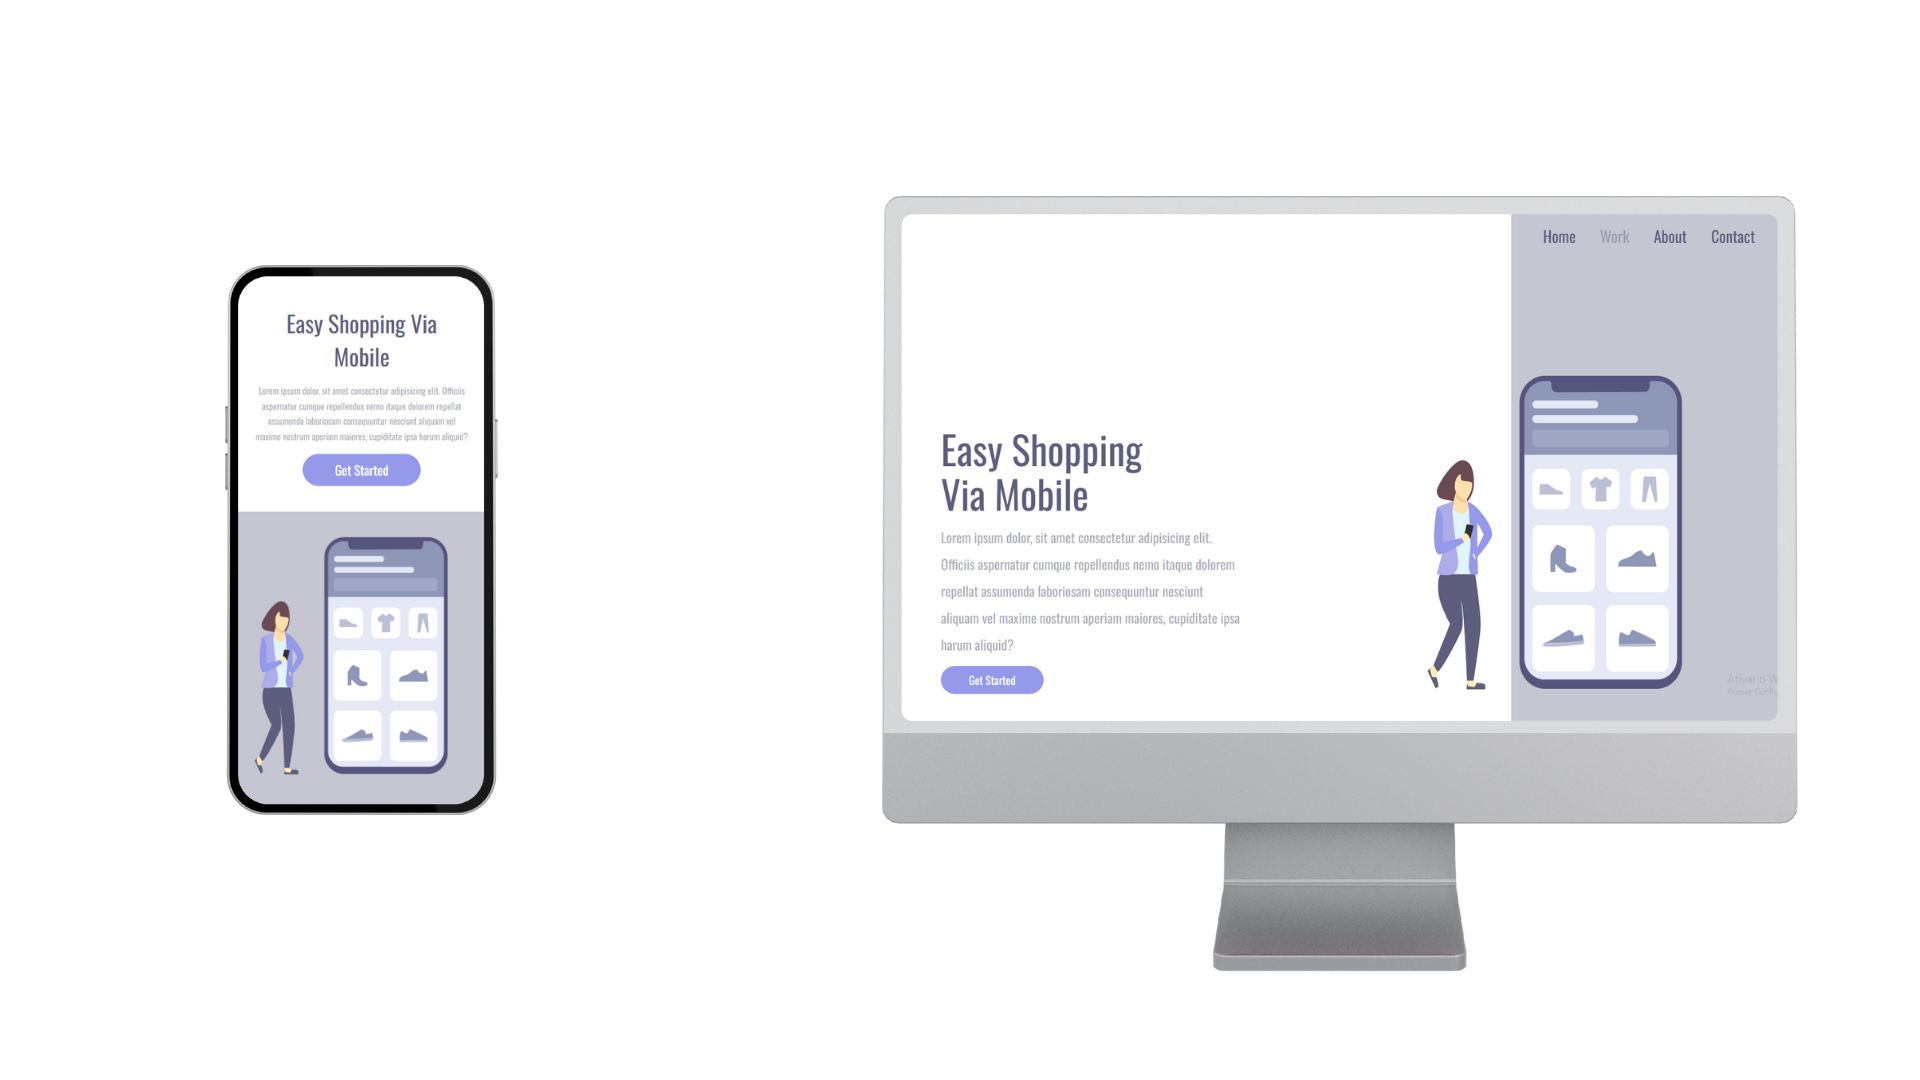 Easy Shopping Via
Mobile
Lorem ipsum dolor, sit amet consectetur adipisicing elit. Officiis
aspernatur cumque repellendus nemo itaque dolorem repellat
assumenda laboriosam consequuntur nesciunt aliquam vel
maxime nostrum aperiam maiores, cupiditate ipsa harum aliquid?
Get Started
Home Work About Contact
Easy Shopping
Via Mobile
Lorem ipsum dolor, sit amet consectetur adipisicing elit.
Officiis aspernatur cumque repellendus nemo itaque dolorem
repellat assumenda laboriosam consequuntur nesciunt
aliquam vel maxime nostrum aperiam maiores, cupiditate ipsa
harum aliquid?
Get Started
Ativar o W
Acesse Config